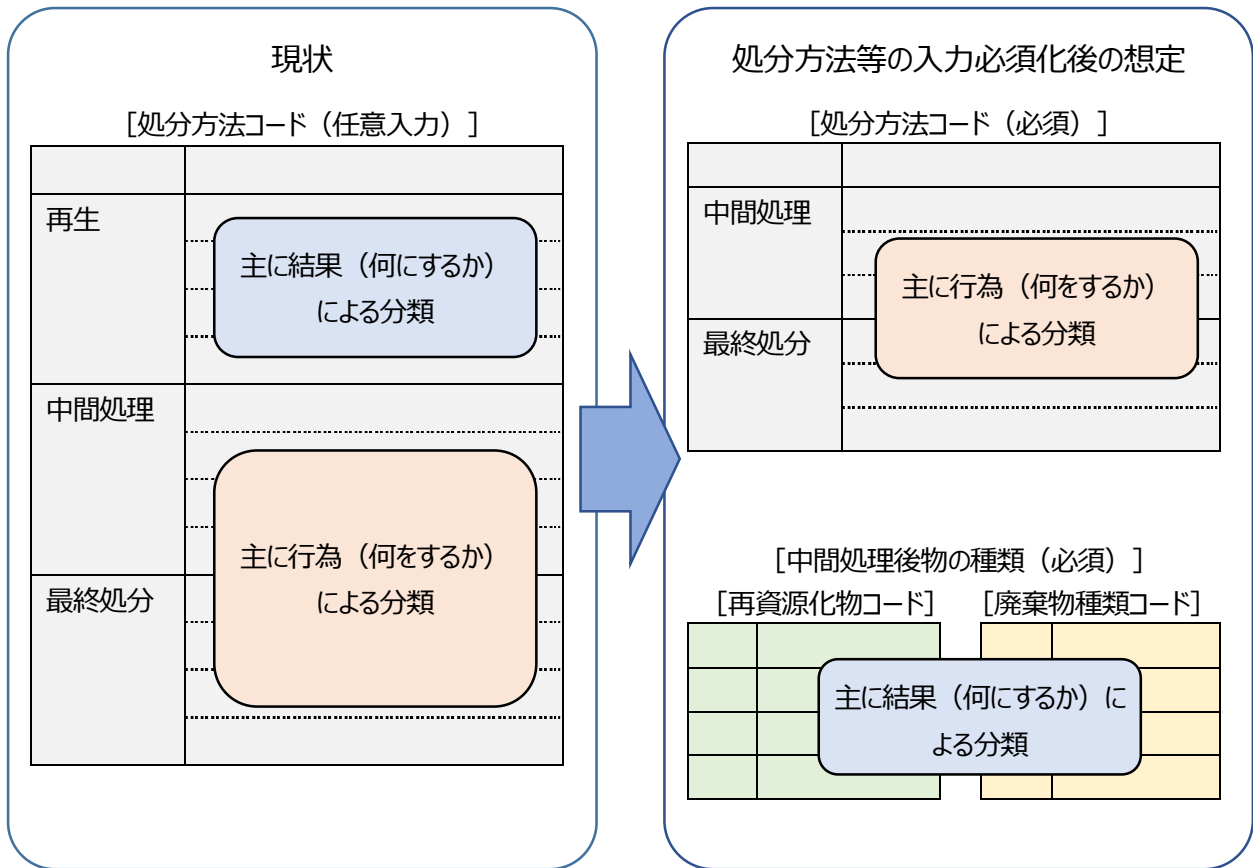 現状
［処分方法コード（任意入力）］
再生
主に結果（何にするか）
による分類
中間処理
主に行為（何をするか）
による分類
最終処分
処分方法等の入力必須化後の想定
［処分方法コード（必須）］
中間処理
主に行為（何をするか）
による分類
最終処分
［中間処理後物の種類（必須）］
［再資源化物コード］
［廃棄物種類コード］
主に結果（何にするか）に
よる分類